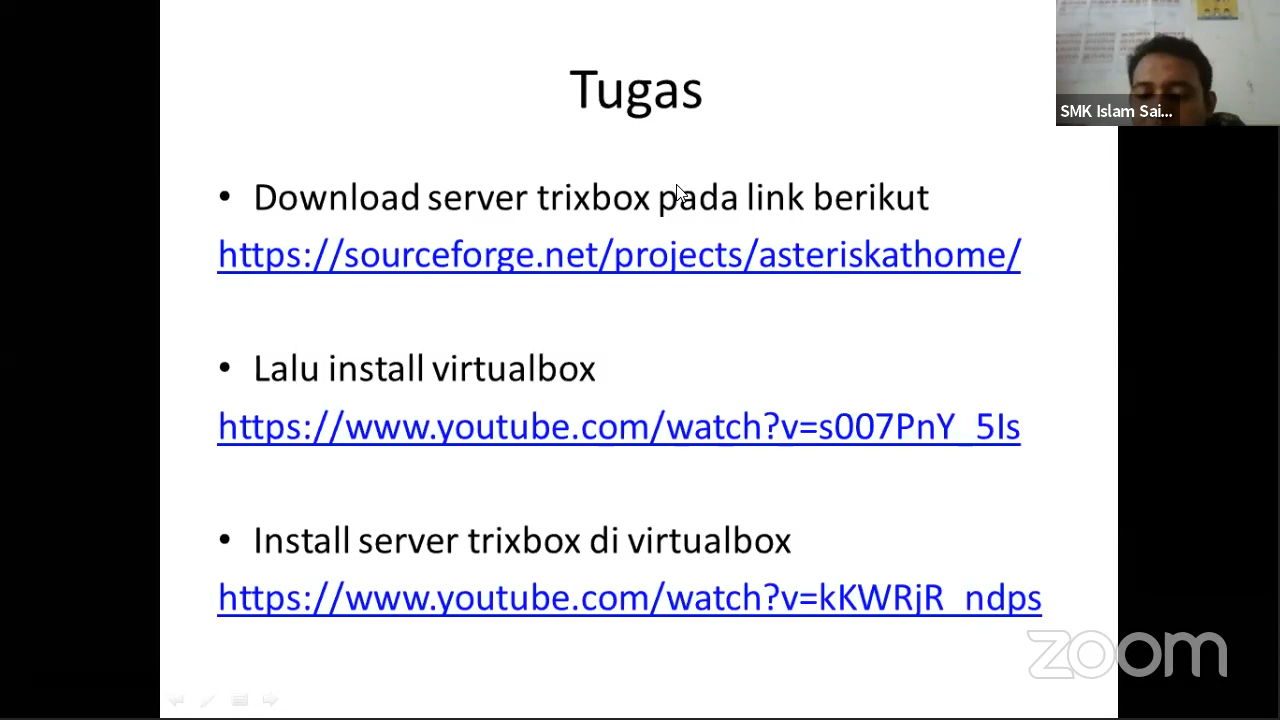 Tugas
SMK Islam Sai...
• Download server trixbox pada link berikut
https://sourceforge.net/projects/asteriskathome/
• Lalu install virtualbox
https://www.youtube.com/watch?v=s007PnY_5Is
• Install server trixbox di virtualbox
https://www.youtube.com/watch?v=kKWRjR_ndps
zoom